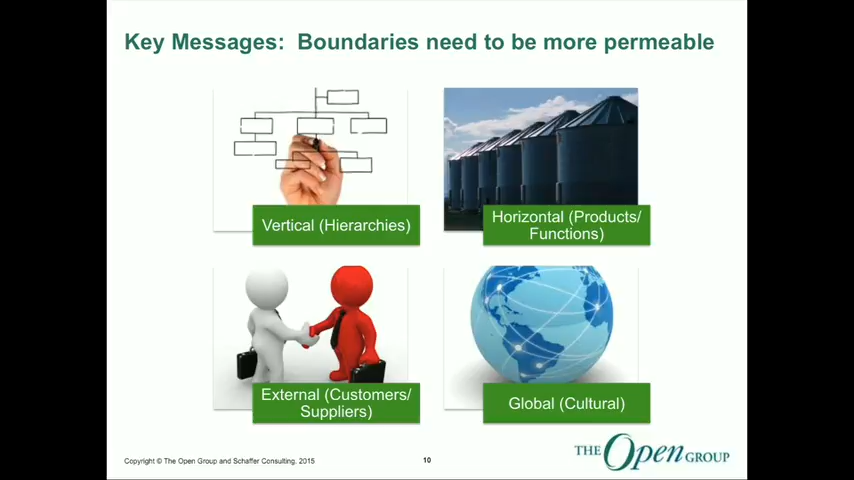 Key Messages:  Boundaries need to be more permeable
Vertical (Hierarchies)
Horizontal (Products/
Functions)
External (Customers/
Suppliers)
Global (Cultural)
Copyright © The Open Group and Schaffer Consulting. 2015
10
THE Open GROUP